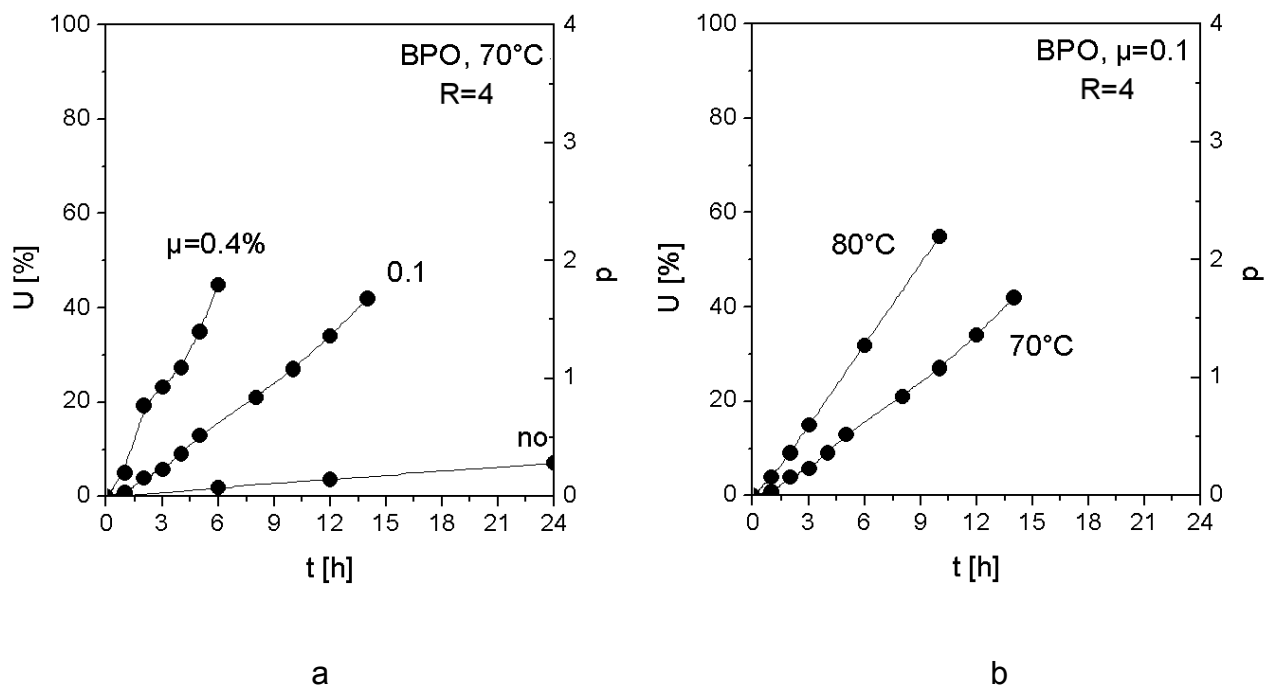 100
80
60
40
20
0
U [%]
BPO, 70°C
R=4
μ=0.4%
0.1
no
4
3
2
1
0
p
0 3 6 9 12 15 18 21 24
t [h]
a
100
80
60
40
20
0
U [%]
BPO, μ=0.1
R=4
80°C
70°C
4
3
2
1
0
p
0 3 6 9 12 15 18 21 24
t [h]
b